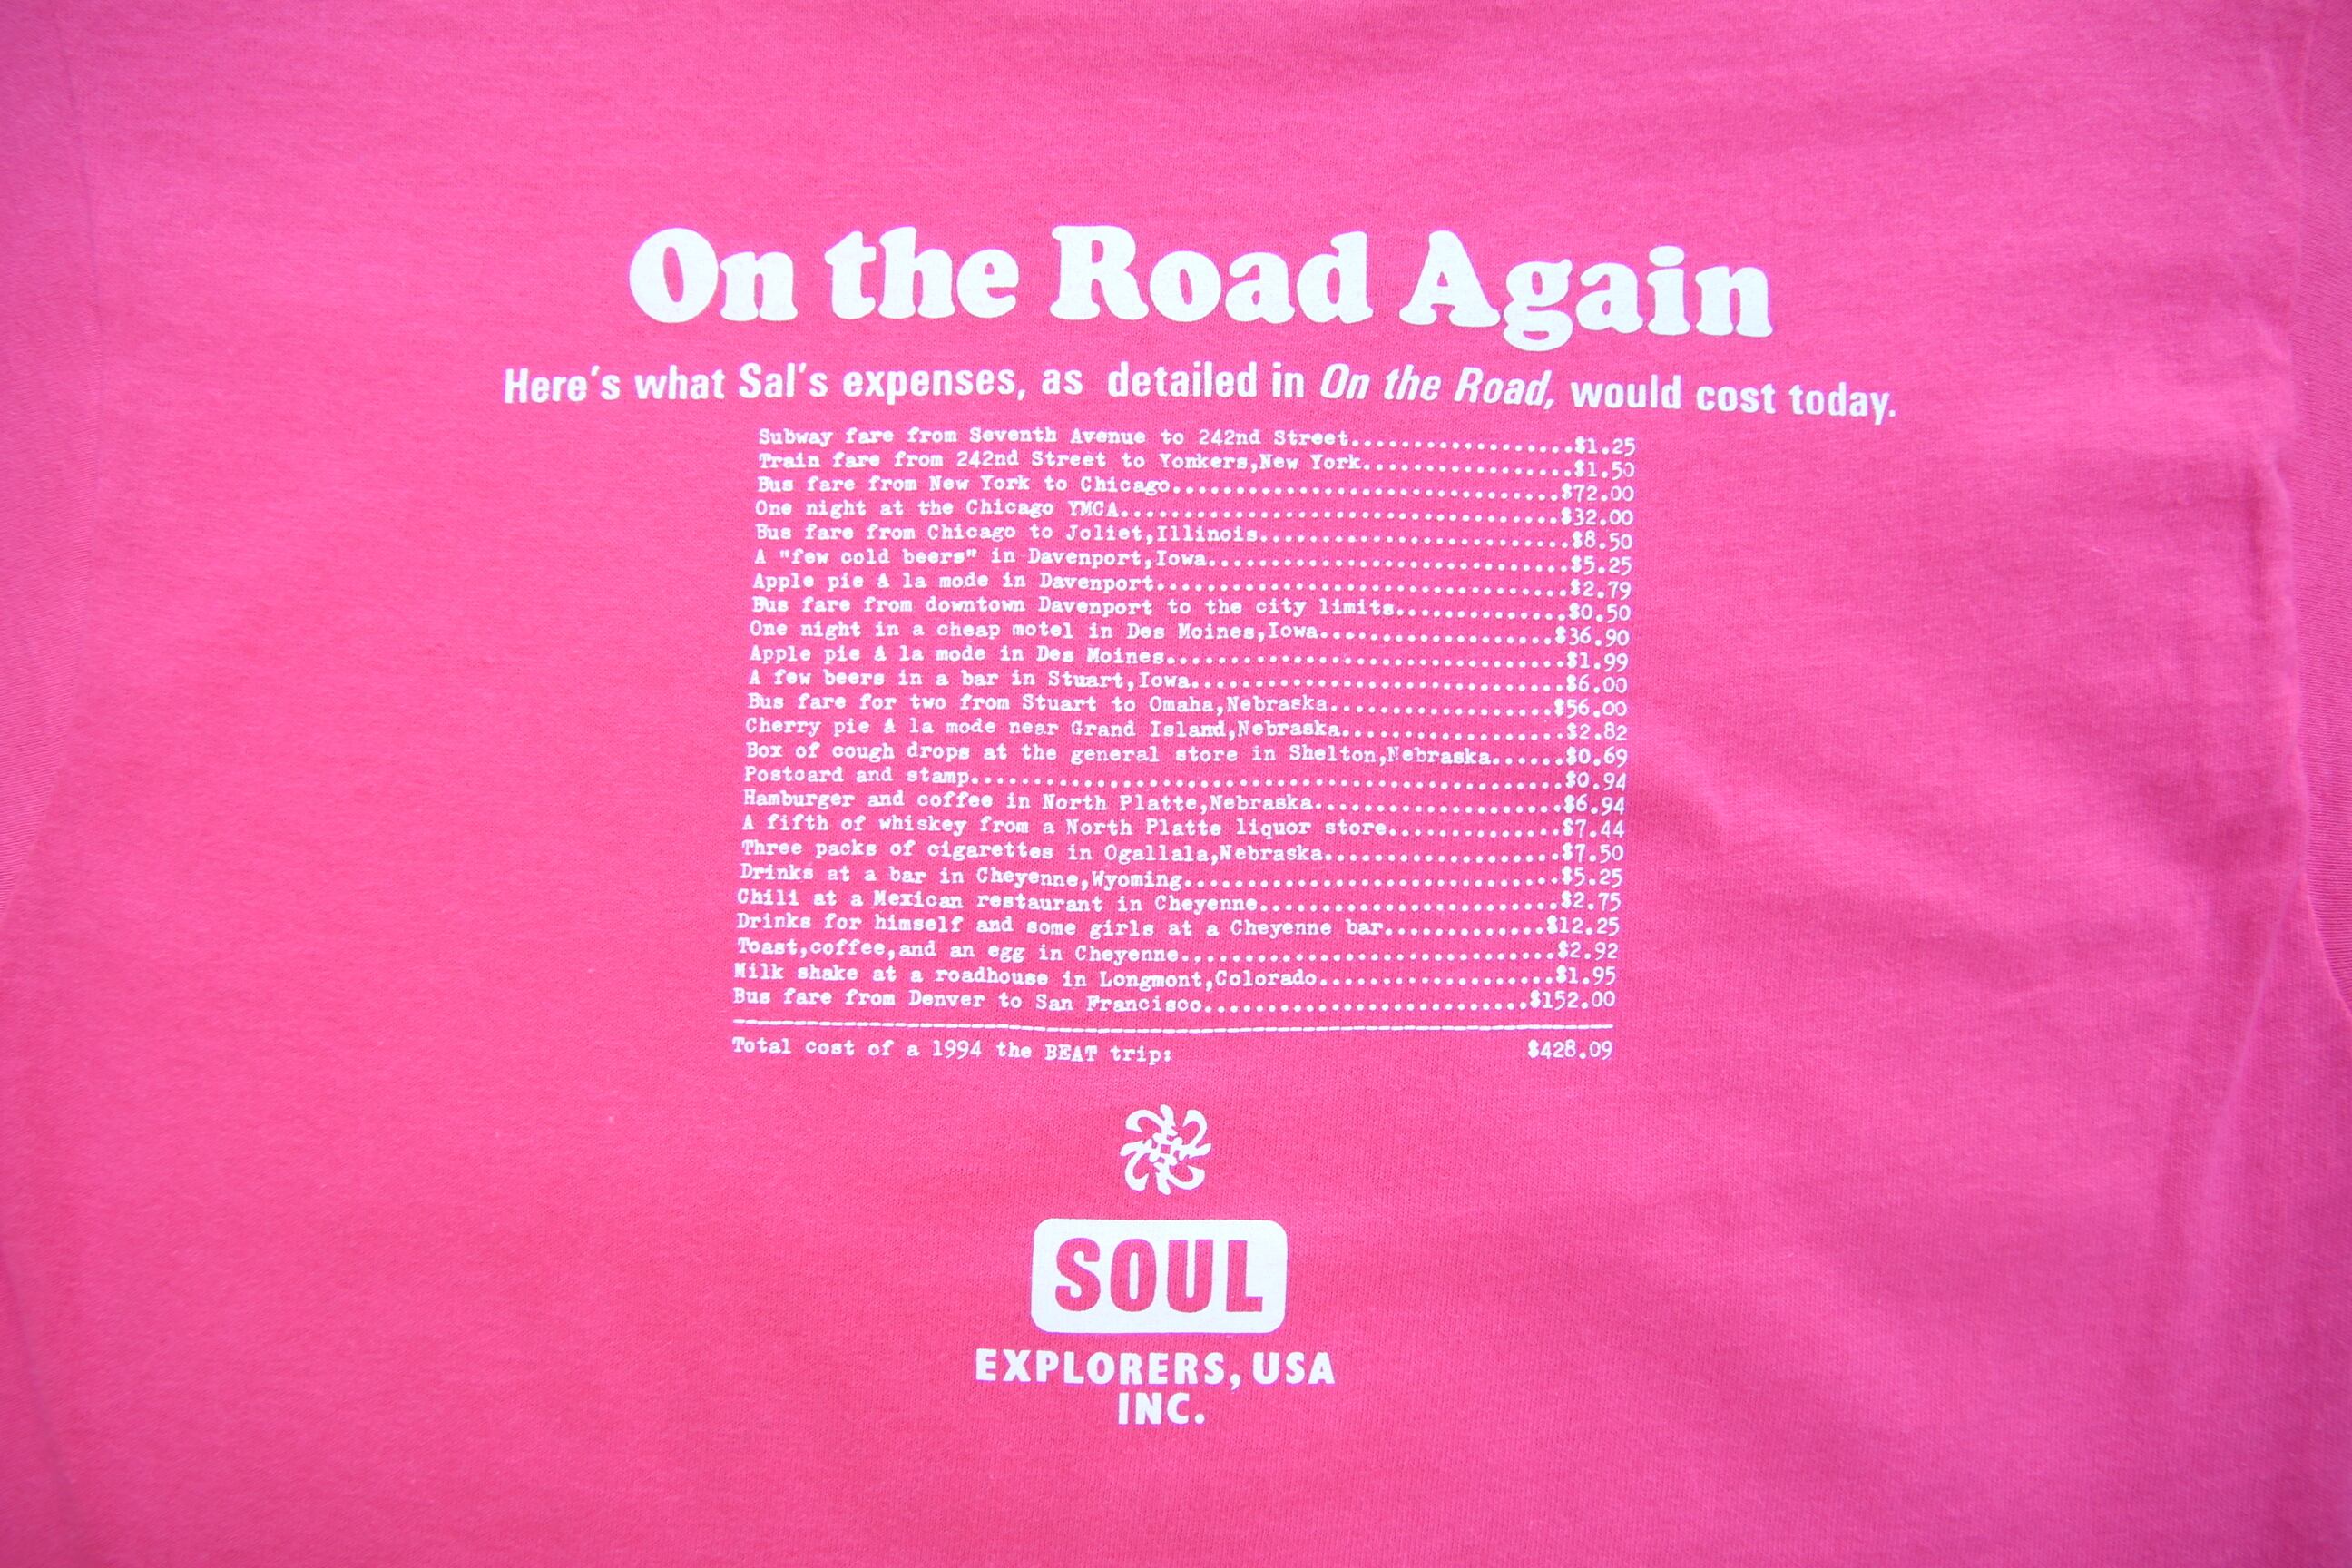 On the Road Again
Here's what Sal's expenses, as detailed in On the Road, would cost today.
Subway fare from Seventh Avenue to 242nd Street..................$1.25
Train fare from 242nd Street to Yonkers,New York.................$1.50
Bus fare from New York to Chicago...............................$72.00
One night at the Chicago YMCA...................................$32.00
Bus fare from Chicago to Joliet,Illinois.........................$8.50
A "few cold beers" in Davenport,Iowa.............................$5.25
Apple pie à la mode in Davenport.................................$2.79
Bus fare from downtown Davenport to the city limits..............$0.50
One night in a cheap motel in Des Moines,Iowa...................$36.90
Apple pie à la mode in Des Moines................................$1.99
A few beers in a bar in Stuart,Iowa..............................$6.00
Bus fare for two from Stuart to Omaha,Nebraska..................$56.00
Cherry pie à la mode near Grand Island,Nebraska..................$2.82
Box of cough drops at the general store in Shelton,Nebraska......$0.69
Postcard and stamp...............................................$0.94
Hamburger and coffee in North Platte,Nebraska....................$6.94
A fifth of whiskey from a North Platte liquor store..............$7.44
Three packs of cigarettes in Ogallala,Nebraska...................$7.50
Drinks at a bar in Cheyenne,Wyoming..............................$5.25
Chili at a Mexican restaurant in Cheyenne........................$2.75
Drinks for himself and some girls at a Cheyenne bar.............$12.25
Toast,coffee,and an egg in Cheyenne..............................$2.92
Milk shake at a roadhouse in Longmont,Colorado...................$1.95
Bus fare from Denver to San Francisco..........................$152.00
Total cost of a 1994 the BEAT trip: $428.09
SOUL
EXPLORERS, USA
INC.